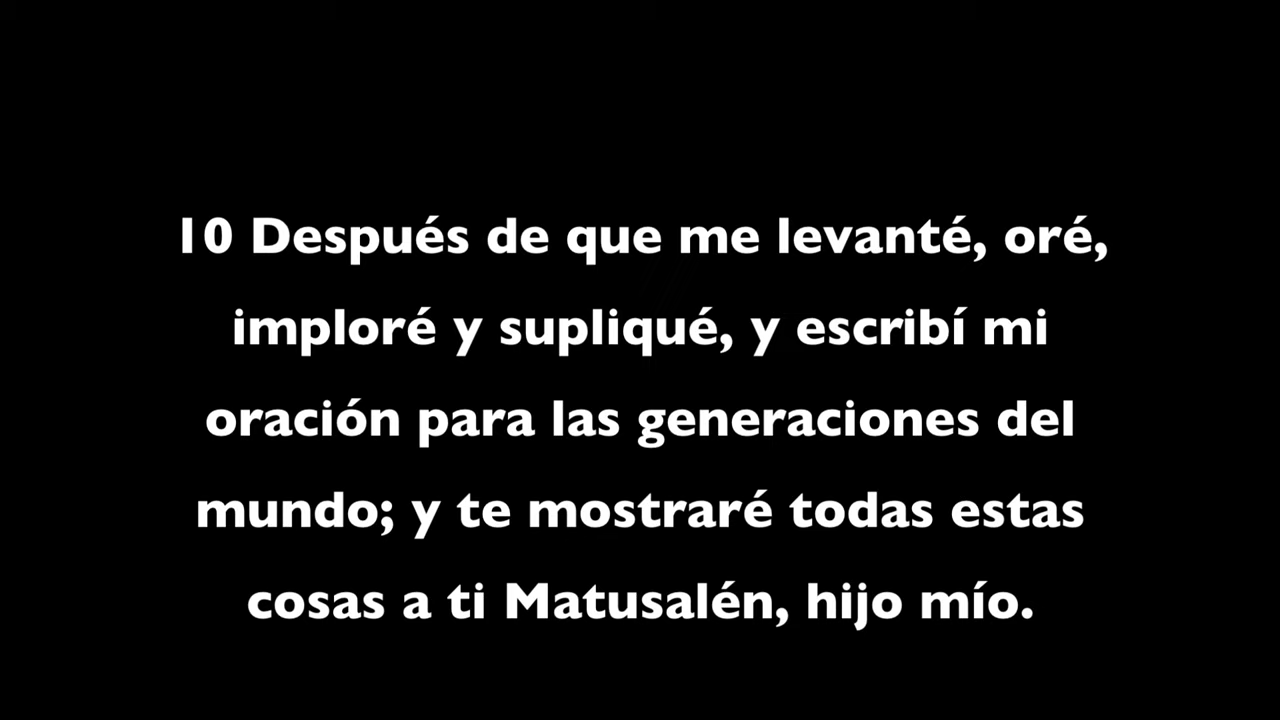 10 Después de que me levanté, oré,
imploré y supliqué, y escribí mi
oración para las generaciones del
mundo; y te mostraré todas estas
cosas a ti Matusalén, hijo mío.